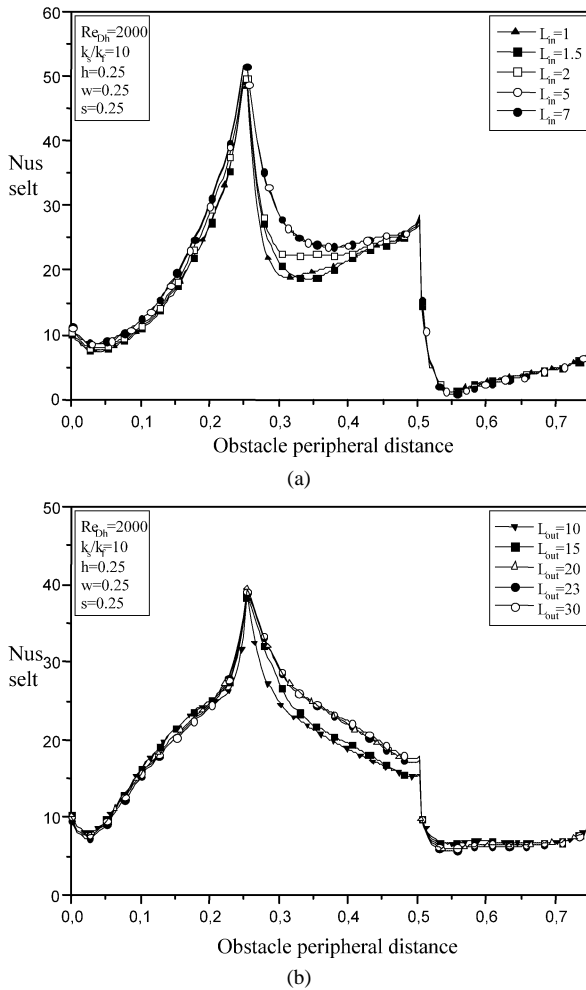 60
50
40
30
20
10
0
Nus
selt
Re_Dh=2000
k_s/k_f=10
h=0.25
w=0.25
s=0.25
L_in=1
L_in=1.5
L_in=2
L_in=5
L_in=7
0,0 0,1 0,2 0,3 0,4 0,5 0,6 0,7
Obstacle peripheral distance
(a)
50
40
30
20
10
0
Nus
selt
Re_Dh=2000
k_s/k_f=10
h=0.25
w=0.25
s=0.25
L_out=10
L_out=15
L_out=20
L_out=23
L_out=30
0,0 0,1 0,2 0,3 0,4 0,5 0,6 0,7
Obstacle peripheral distance
(b)